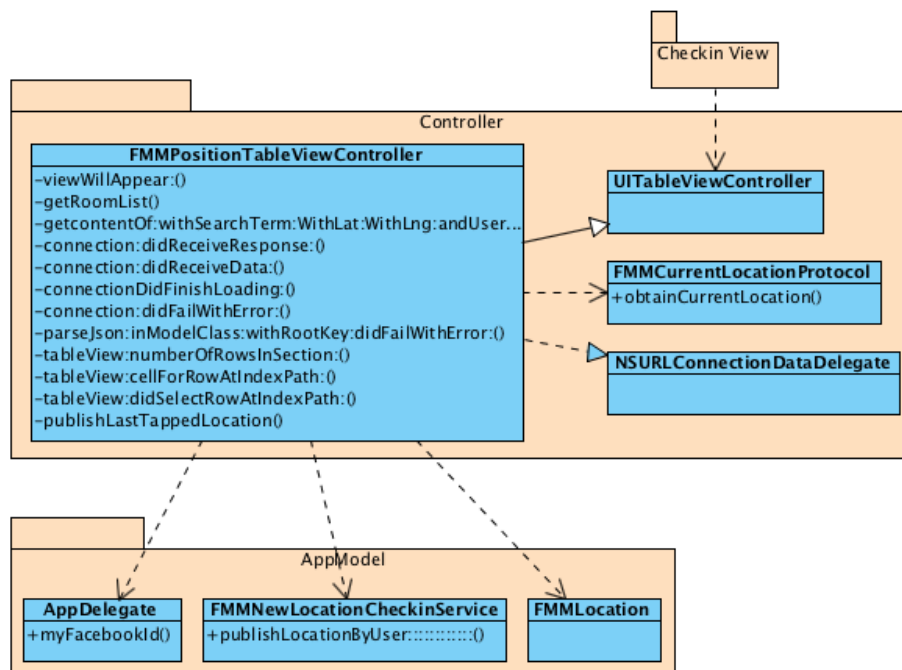 Checkin View
Controller
FMMPositionTableViewController
-viewWillAppear:()
-getRoomList()
-getcontentOf:withSearchTerm:WithLat:WithLng:andUser...
-connection:didReceiveResponse:()
-connection:didReceiveData:()
-connectionDidFinishLoading:()
-connection:didFailWithError:()
-parseJson:inModelClass:withRootKey:didFailWithError:()
-tableView:numberOfRowsInSection:()
-tableView:cellForRowAtIndexPath:()
-tableView:didSelectRowAtIndexPath:()
-publishLastTappedLocation()
UITableViewController
FMMCurrentLocationProtocol
+obtainCurrentLocation()
NSURLConnectionDataDelegate
AppModel
AppDelegate
+myFacebookId()
FMMNewLocationCheckinService
+publishLocationByUser::::::::::::()
FMMLocation